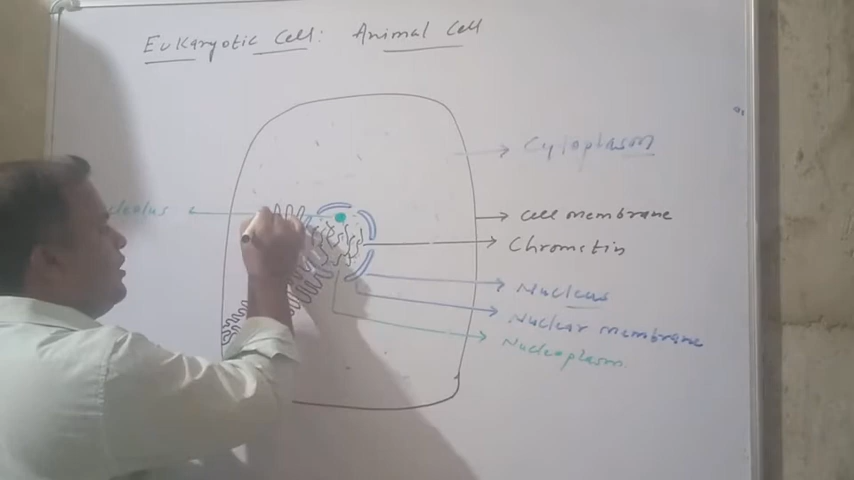 Eukaryotic Cell: Animal Cell
Cytoplasm
Cell membrane
Chromatin
Nucleus
Nuclear membrane
Nucleoplasm